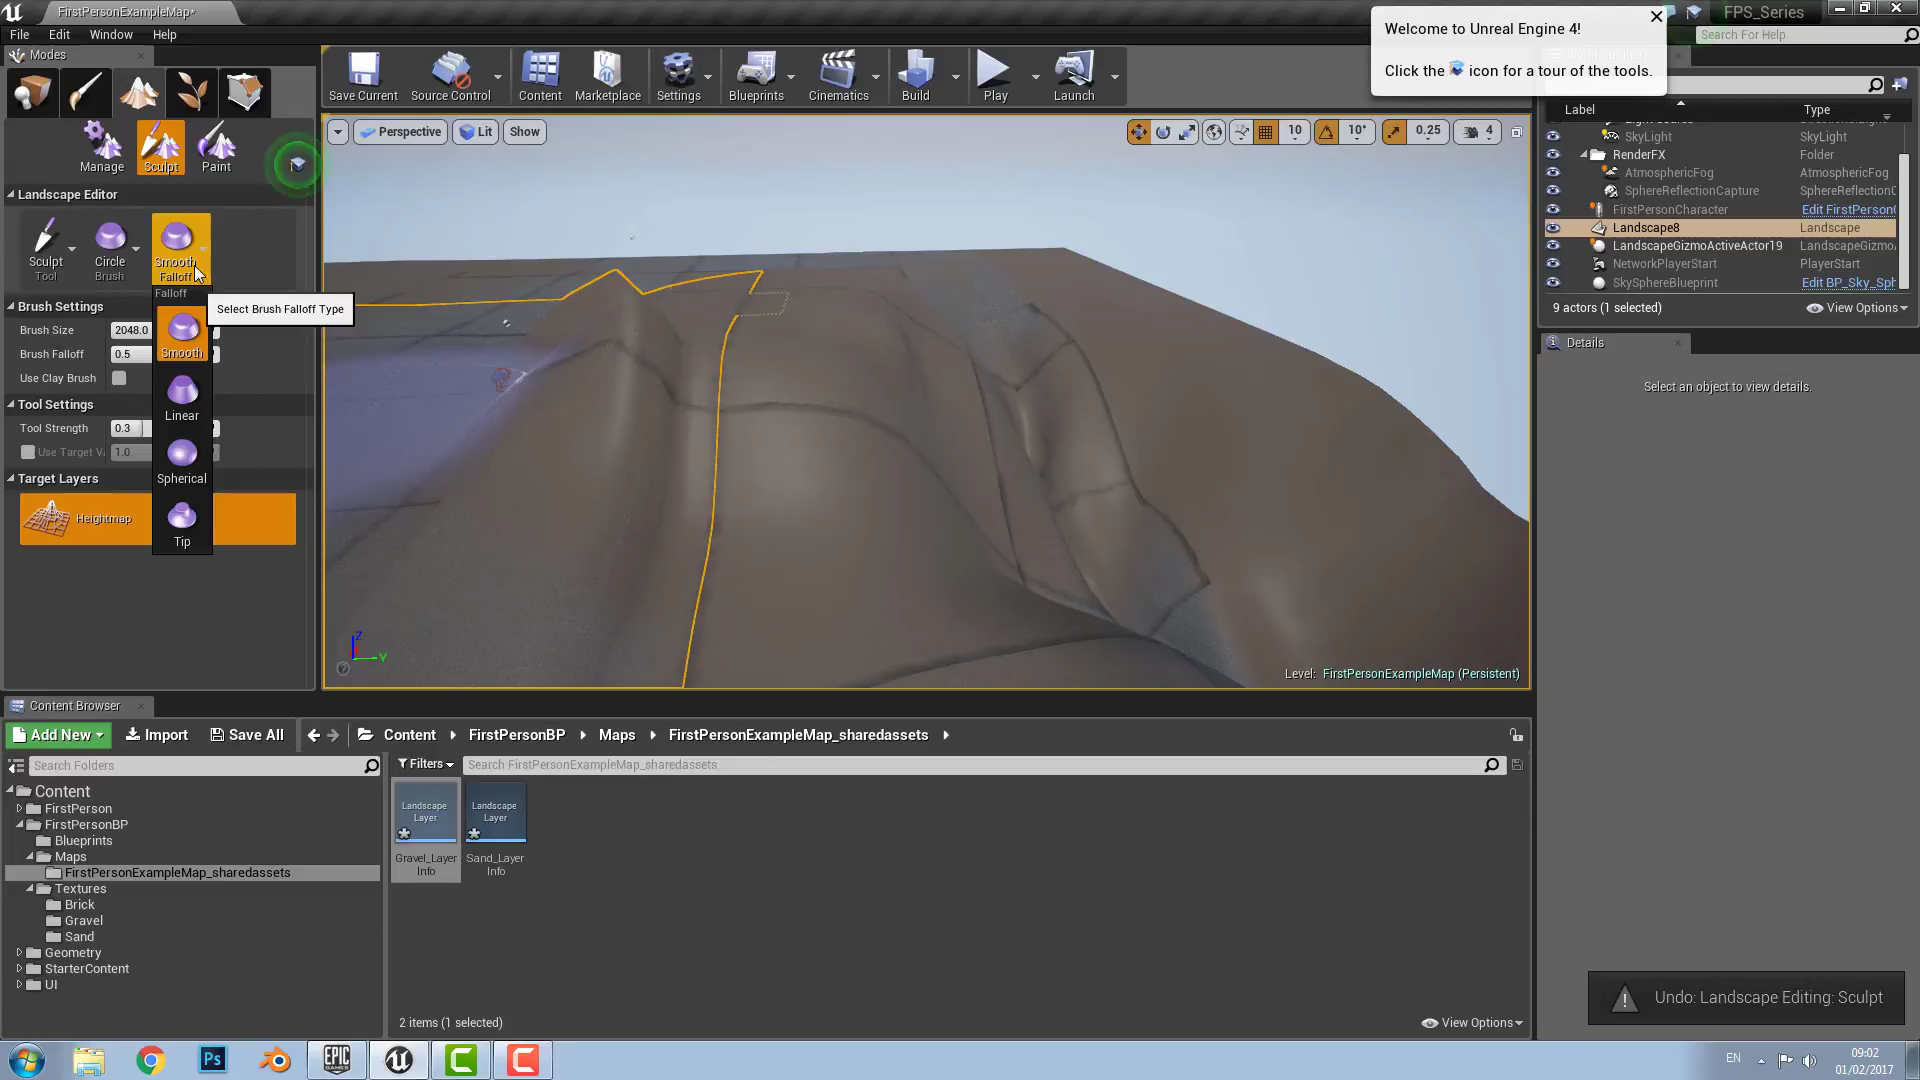 FirstPersonExampleMap*
FPS_Series
File Edit Window Help
Search For Help
Welcome to Unreal Engine 4!
Click the icon for a tour of the tools.
Modes
Save Current
Source Control
Content
Marketplace
Settings
Blueprints
Cinematics
Build
Play
Launch
Manage
Sculpt
Paint
Landscape Editor
Sculpt
Tool
Circle
Brush
Smooth
Falloff
Falloff
Select Brush Falloff Type
Brush Settings
Brush Size 2048.0
Brush Falloff 0.5
Use Clay Brush
Tool Settings
Tool Strength 0.3
Use Target V 1.0
Target Layers
Heightmap
Smooth
Linear
Spherical
Tip
Perspective Lit Show
10 10° 0.25 4
Level: FirstPersonExampleMap (Persistent)
Label Type
SkyLight SkyLight
RenderFX Folder
AtmosphericFog AtmosphericFog
SphereReflectionCapture SphereReflectionC
FirstPersonCharacter Edit FirstPerson
Landscape8 Landscape
LandscapeGizmoActiveActor19 LandscapeGizmo
NetworkPlayerStart PlayerStart
SkySphereBlueprint Edit BP_Sky_Sph
9 actors (1 selected) View Options
Details
Select an object to view details.
Content Browser
Add New Import Save All Content FirstPersonBP Maps FirstPersonExampleMap_sharedassets
Search Folders
Filters Search FirstPersonExampleMap_sharedassets
Content
FirstPerson
FirstPersonBP
Blueprints
Maps
FirstPersonExampleMap_sharedassets
Textures
Brick
Gravel
Sand
Geometry
StarterContent
UI
Landscape
Layer
Gravel_Layer
Info
Landscape
Layer
Sand_Layer
Info
2 items (1 selected)
View Options
Undo: Landscape Editing: Sculpt
Ps
EPIC
GAMES
EN
09:02
01/02/2017